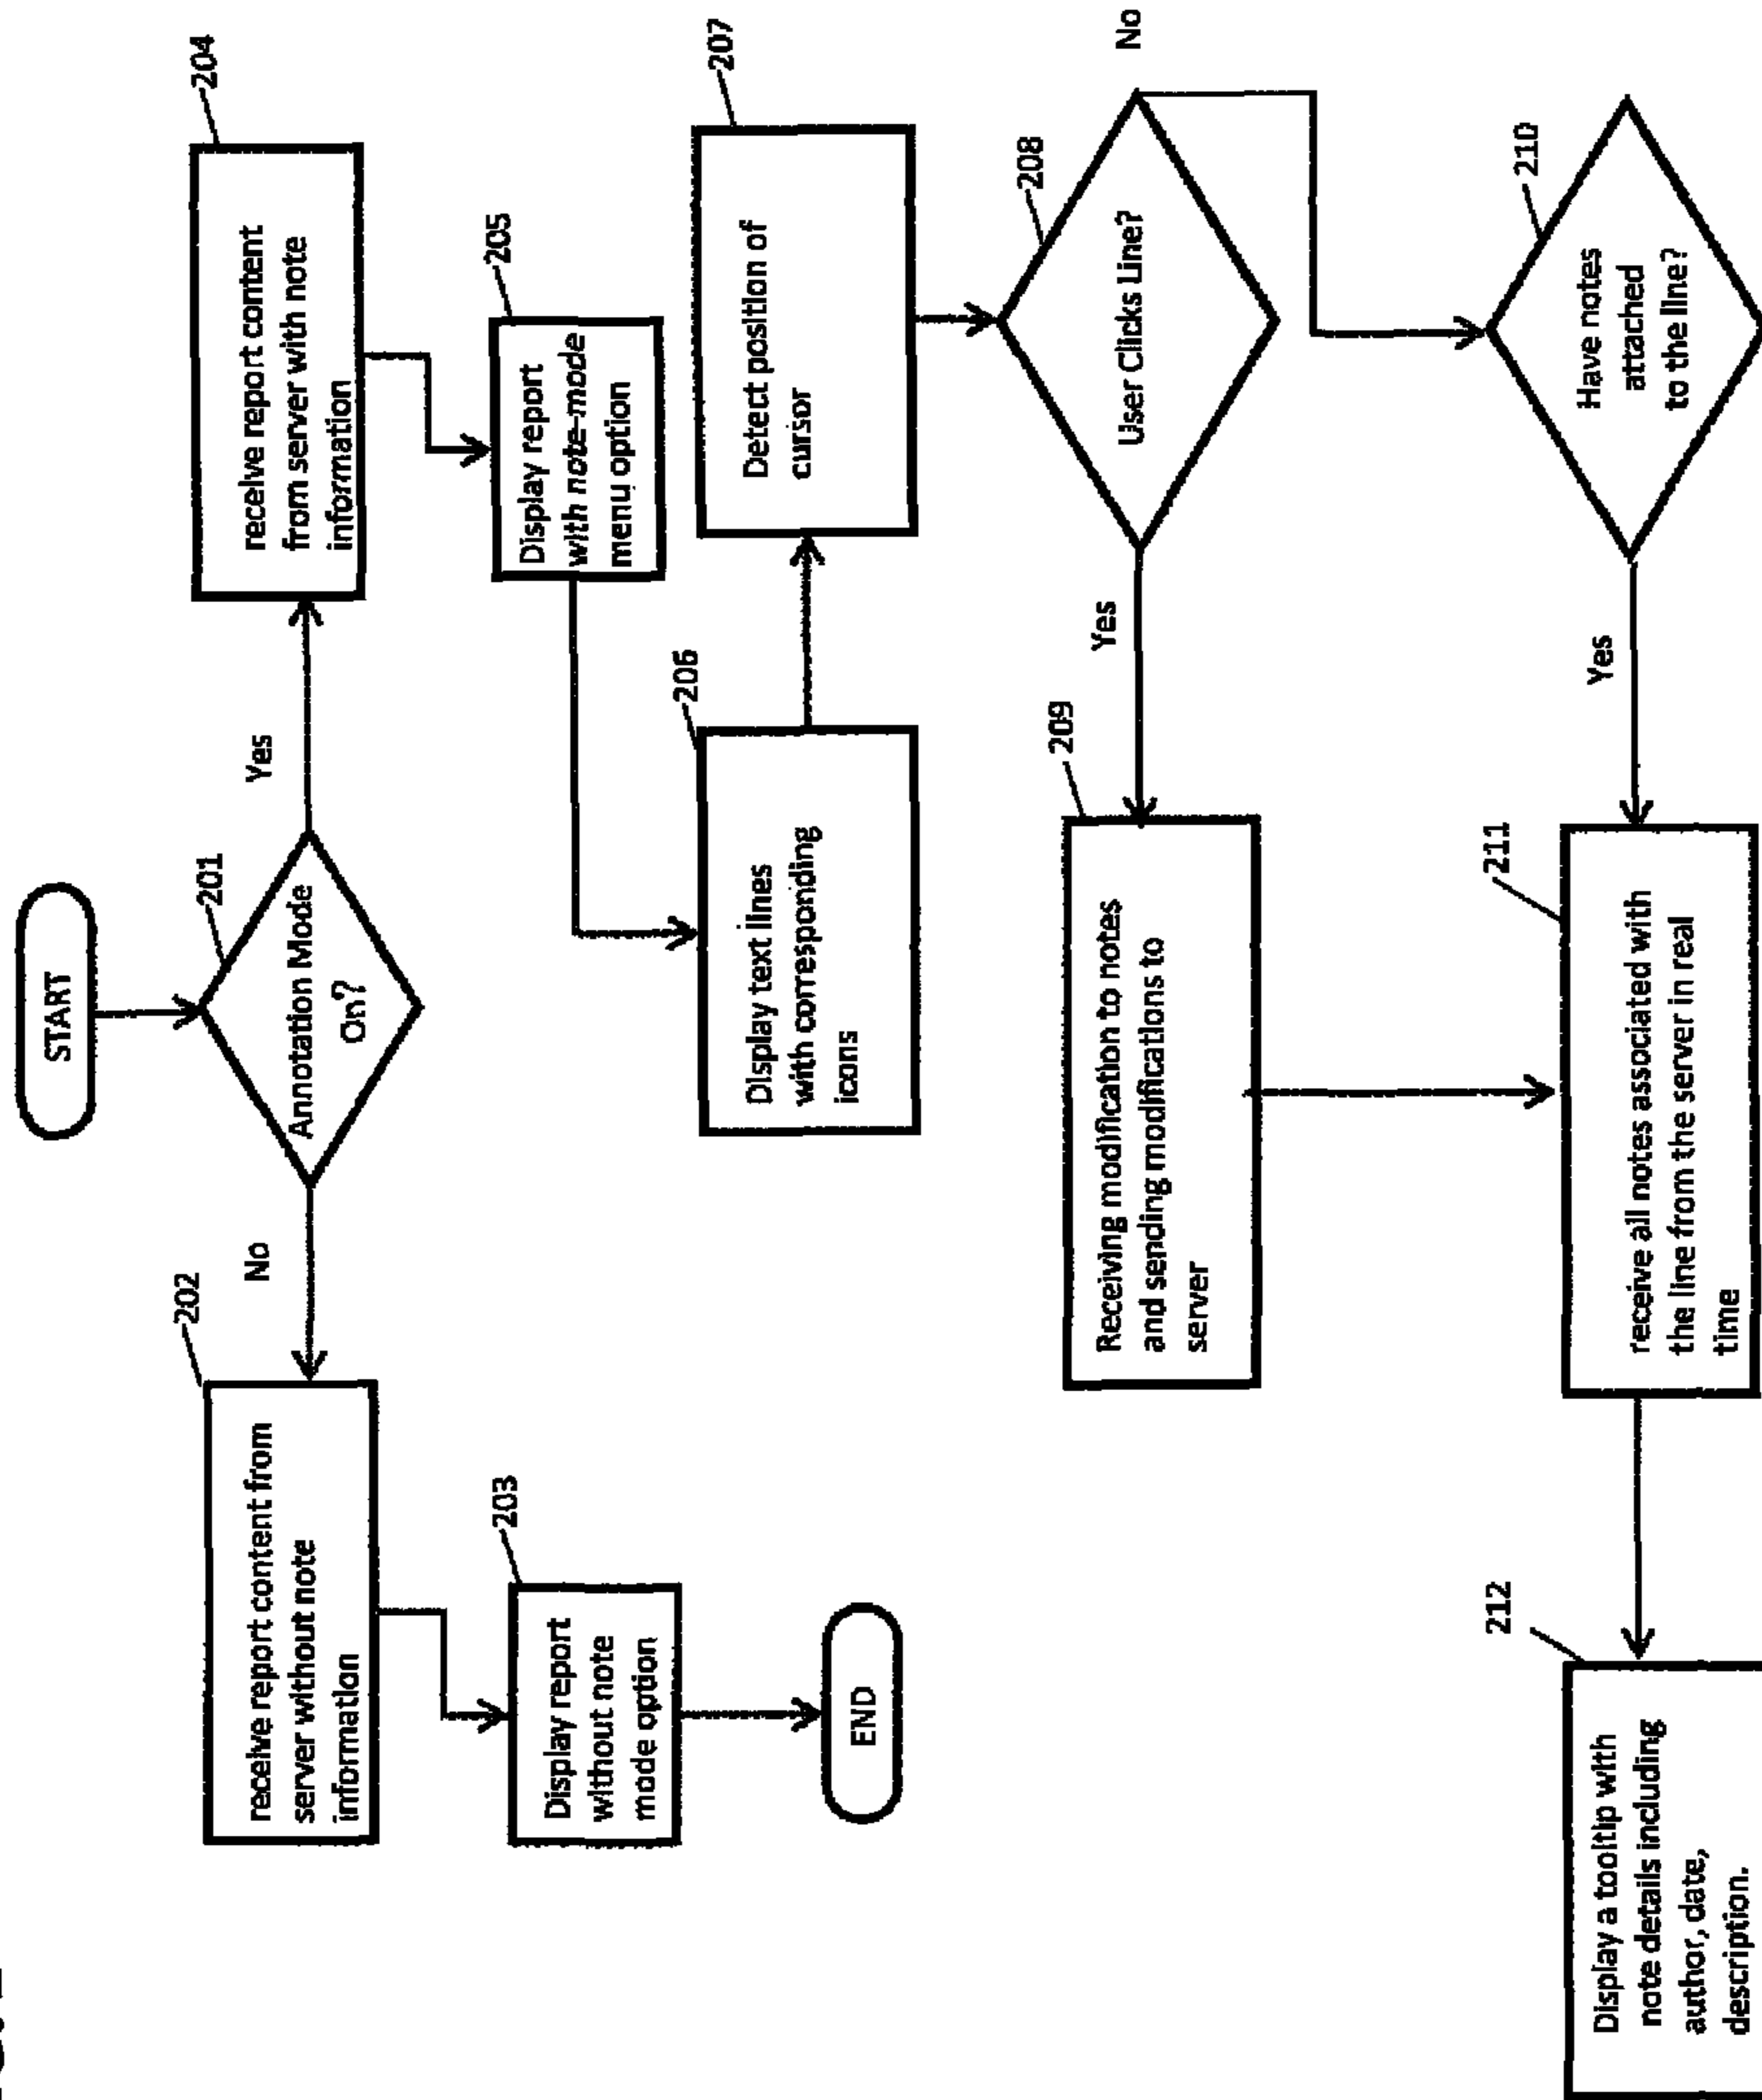 START
201
Annotation Mode
On?
No
Yes
202
receive report content from
server without note
information
203
Display report
without note
mode option
END
204
receive report content
from server with note
information
205
Display report
with note-mode
menu option
206
Display text lines
with corresponding
icons
207
Detect position of
cursor
208
User Clicks Line?
Yes
No
209
Receiving modification to notes
and sending modifications to
server
210
Have notes
attached
to the line?
Yes
211
receive all notes associated with
the line from the server in real
time
212
Display a tooltip with
note details including
author, date,
description.